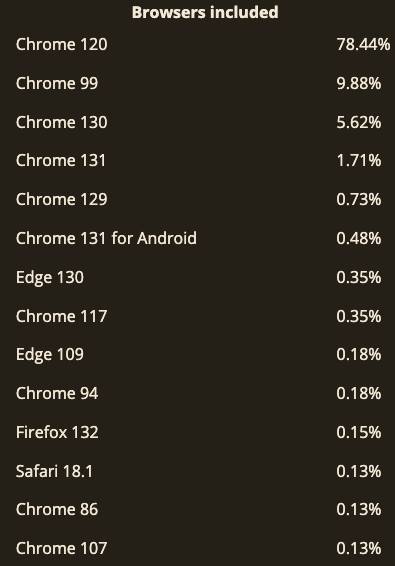 Browsers included
Chrome 120 78.44%
Chrome 99 9.88%
Chrome 130 5.62%
Chrome 131 1.71%
Chrome 129 0.73%
Chrome 131 for Android 0.48%
Edge 130 0.35%
Chrome 117 0.35%
Edge 109 0.18%
Chrome 94 0.18%
Firefox 132 0.15%
Safari 18.1 0.13%
Chrome 86 0.13%
Chrome 107 0.13%